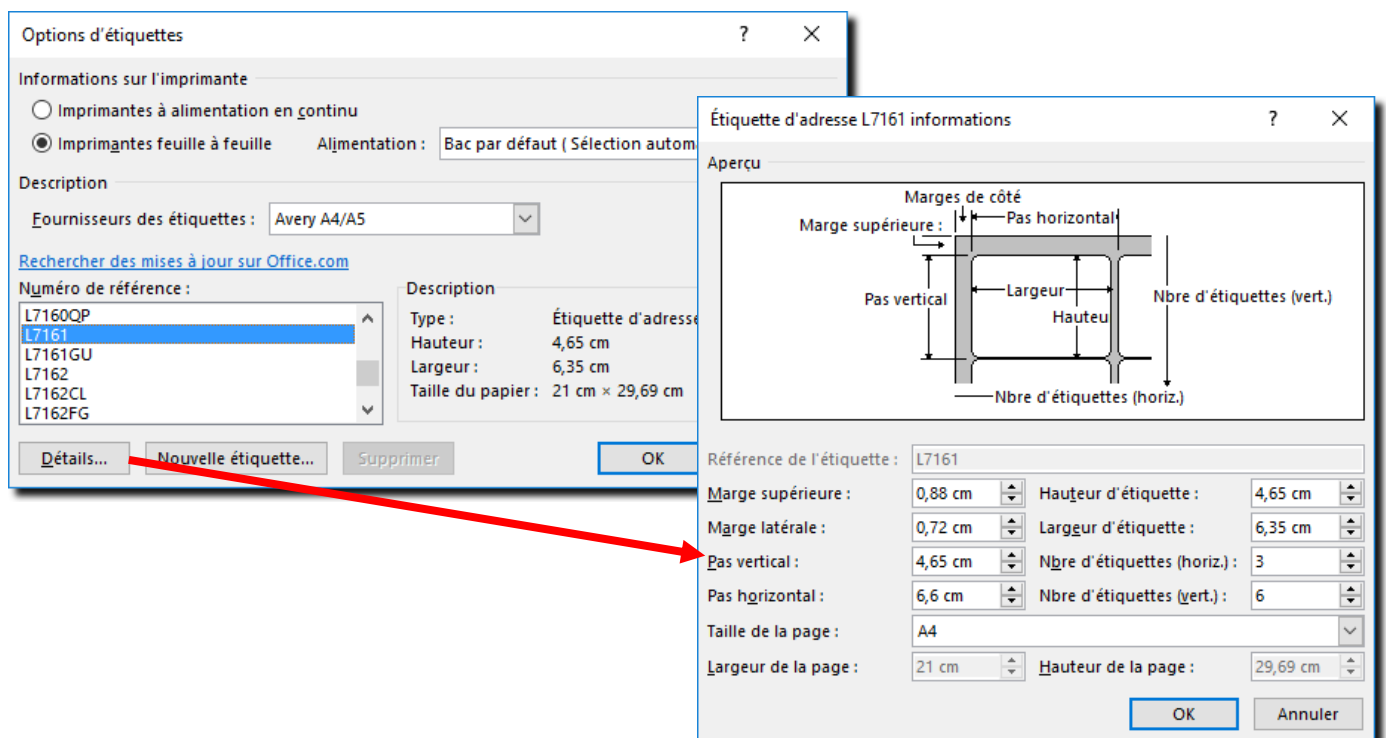 Options d'étiquettes
Informations sur l'imprimante
Imprimantes à alimentation en continu
Imprimantes feuille à feuille Alimentation : Bac par défaut ( Sélection autom
Description
Fournisseurs des étiquettes : Avery A4/A5
Rechercher des mises à jour sur Office.com
Numéro de référence :
L7160QP
L7161
L7161GU
L7162
L7162CL
L7162FG
Description
Type : Étiquette d'adresse
Hauteur : 4,65 cm
Largeur : 6,35 cm
Taille du papier : 21 cm × 29,69 cm
Détails... Nouvelle étiquette... Supprimer OK
Étiquette d'adresse L7161 informations
Aperçu
Marges de côté
Pas horizontal
Marge supérieure :
Pas vertical
Largeur
Hauteu
Nbre d'étiquettes (vert.)
Nbre d'étiquettes (horiz.)
Référence de l'étiquette : L7161
Marge supérieure : 0,88 cm Hauteur d'étiquette : 4,65 cm
Marge latérale : 0,72 cm Largeur d'étiquette : 6,35 cm
Pas vertical : 4,65 cm Nbre d'étiquettes (horiz.) : 3
Pas horizontal : 6,6 cm Nbre d'étiquettes (vert.) : 6
Taille de la page : A4
Largeur de la page : 21 cm Hauteur de la page : 29,69 cm
OK Annuler